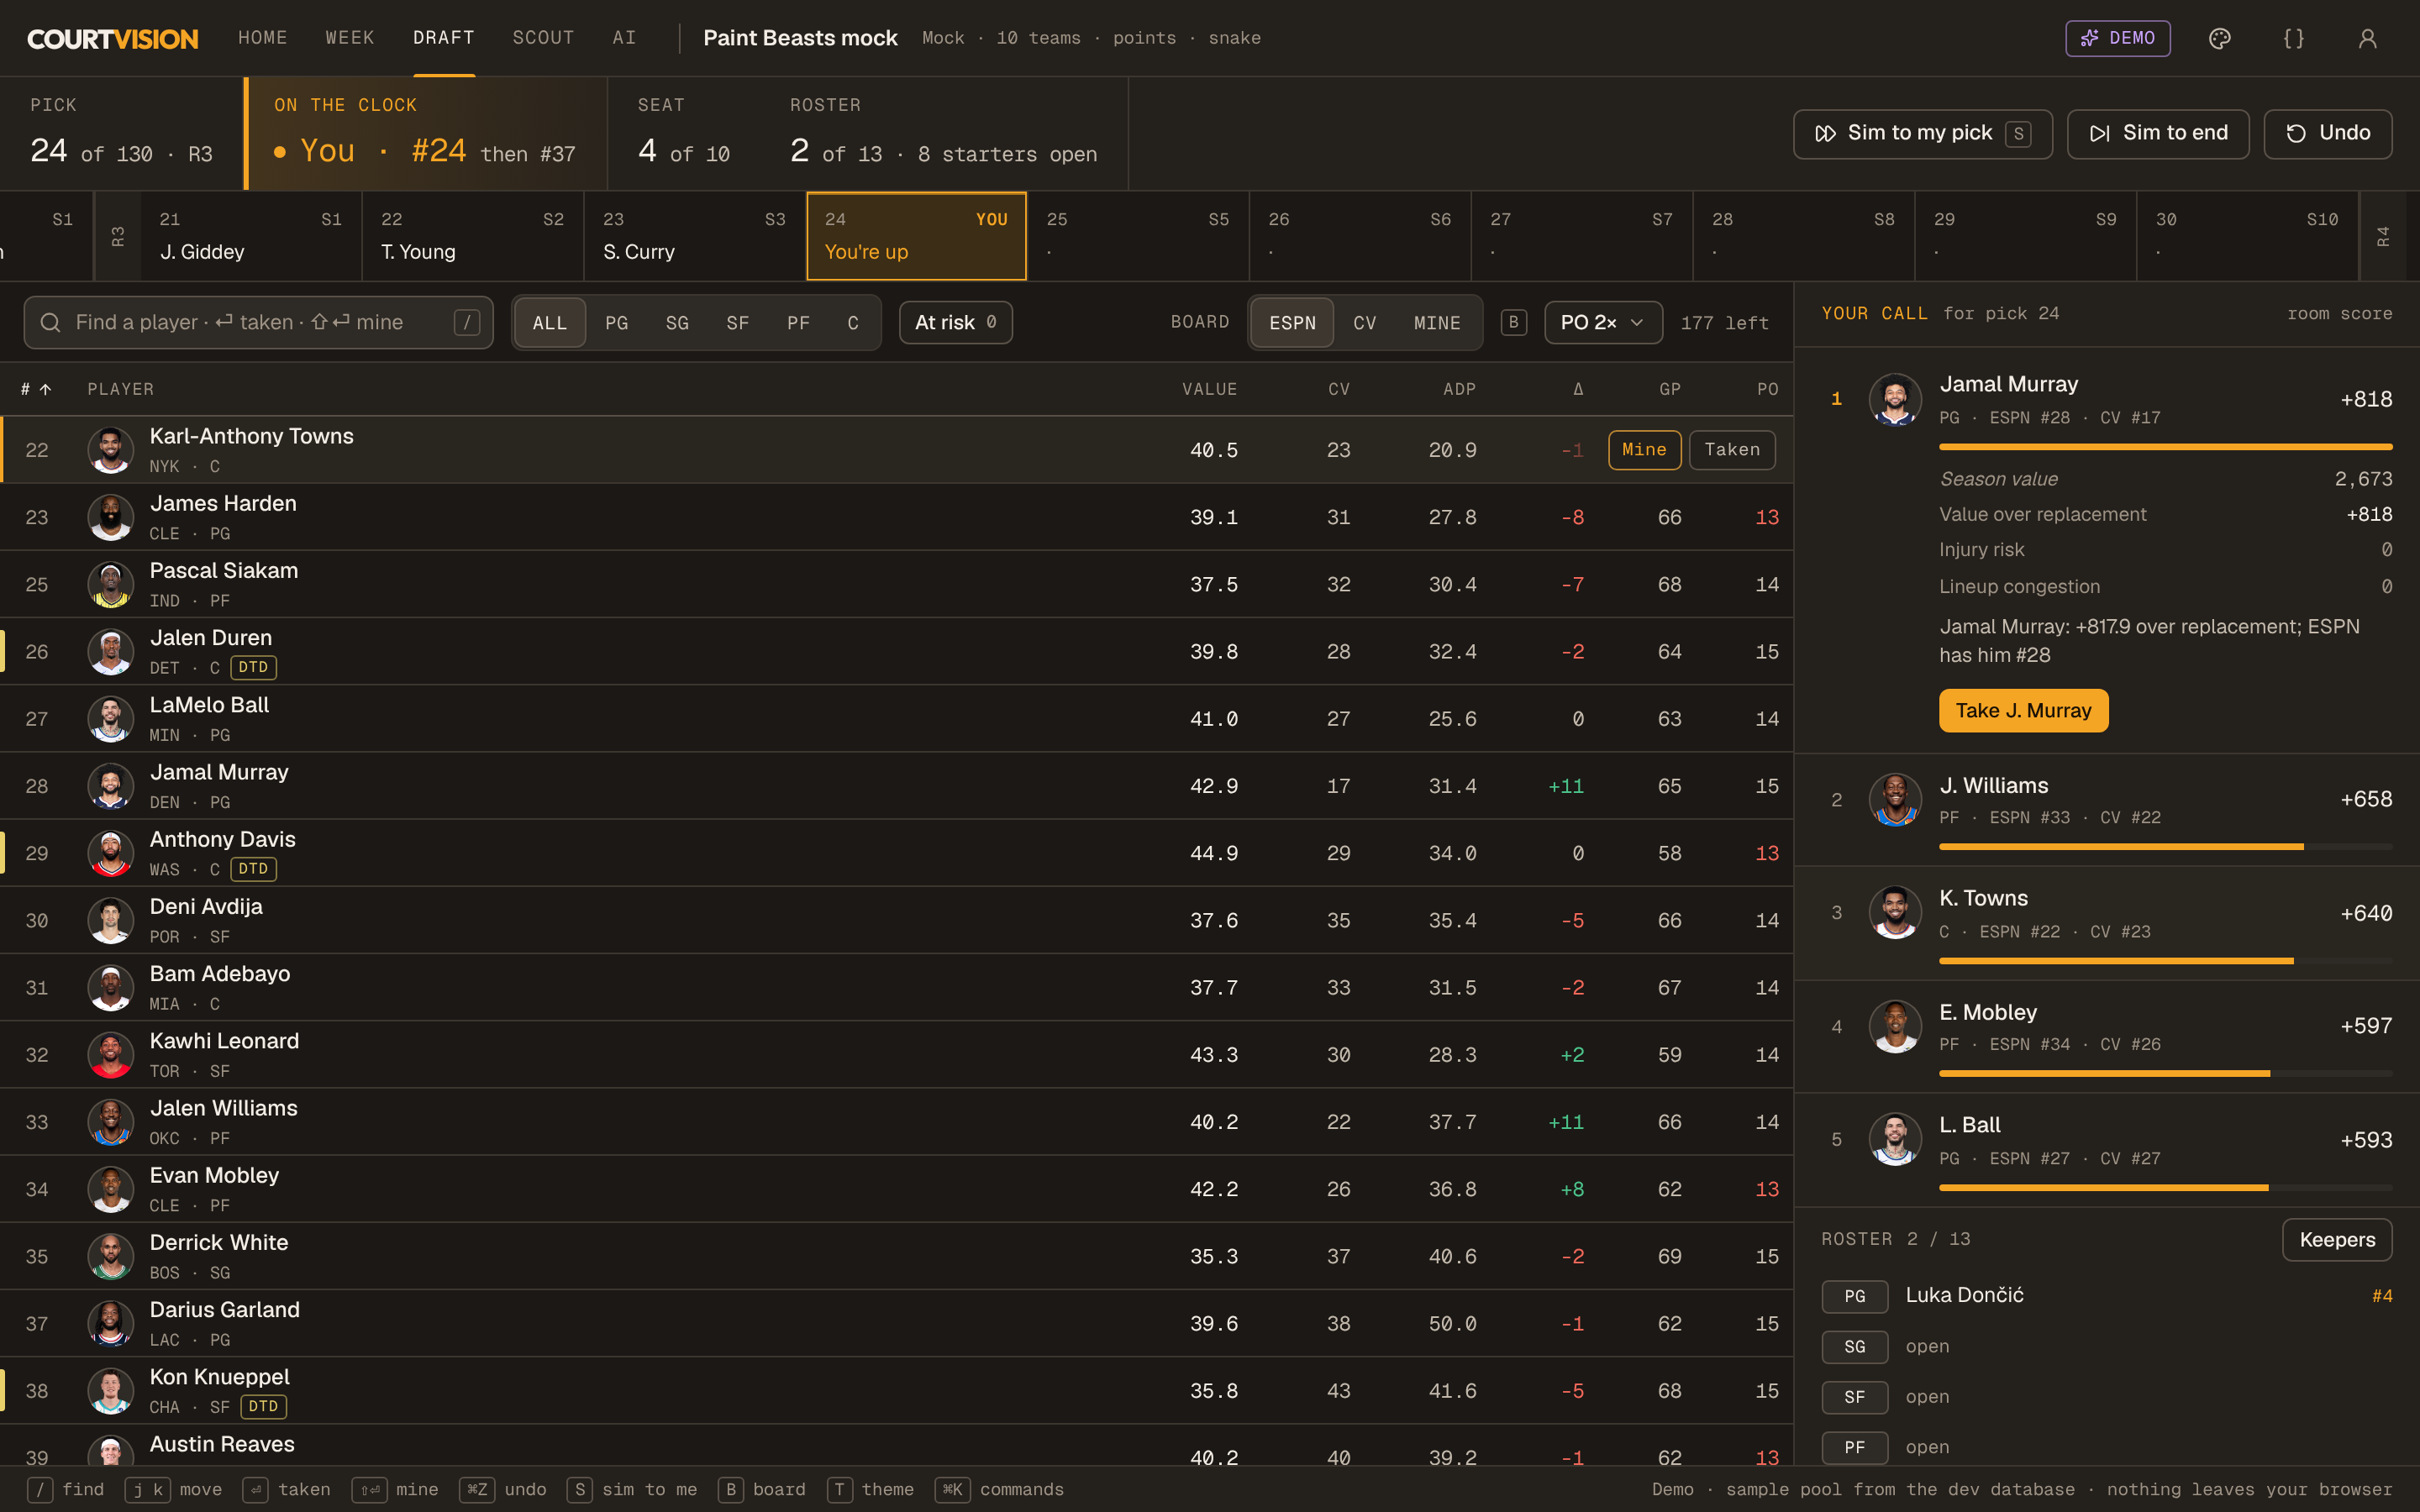 COURTVISION HOME WEEK DRAFT SCOUT AI Paint Beasts mock Mock · 10 teams · points · snake DEMO {}
PICK ON THE CLOCK SEAT ROSTER
24 of 130 · R3 You · #24 then #37 4 of 10 2 of 13 · 8 starters open Sim to my pick S Sim to end Undo
S1 R3 21 S1 22 S2 23 S3 24 YOU 25 S5 26 S6 27 S7 28 S8 29 S9 30 S10 R4
J. Giddey T. Young S. Curry You're up · · · · · ·
Find a player · ⏎ taken · ⇧⏎ mine / ALL PG SG SF PF C At risk 0 BOARD ESPN CV MINE B PO 2× 177 left
# ↑ PLAYER VALUE CV ADP Δ GP PO
22 Karl-Anthony Towns 40.5 23 20.9 -1 Mine Taken
NYK · C
23 James Harden 39.1 31 27.8 -8 66 13
CLE · PG
25 Pascal Siakam 37.5 32 30.4 -7 68 14
IND · PF
26 Jalen Duren 39.8 28 32.4 -2 64 15
DET · C DTD
27 LaMelo Ball 41.0 27 25.6 0 63 14
MIN · PG
28 Jamal Murray 42.9 17 31.4 +11 65 15
DEN · PG
29 Anthony Davis 44.9 29 34.0 0 58 13
WAS · C DTD
30 Deni Avdija 37.6 35 35.4 -5 66 14
POR · SF
31 Bam Adebayo 37.7 33 31.5 -2 67 14
MIA · C
32 Kawhi Leonard 43.3 30 28.3 +2 59 14
TOR · SF
33 Jalen Williams 40.2 22 37.7 +11 66 14
OKC · PF
34 Evan Mobley 42.2 26 36.8 +8 62 13
CLE · PF
35 Derrick White 35.3 37 40.6 -2 69 15
BOS · SG
37 Darius Garland 39.6 38 50.0 -1 62 15
LAC · PG
38 Kon Knueppel 35.8 43 41.6 -5 68 15
CHA · SF DTD
39 Austin Reaves 40.2 40 39.2 -1 62 13
YOUR CALL for pick 24 room score
1 Jamal Murray +818
PG · ESPN #28 · CV #17
Season value 2,673
Value over replacement +818
Injury risk 0
Lineup congestion 0
Jamal Murray: +817.9 over replacement; ESPN
has him #28
Take J. Murray
2 J. Williams +658
PF · ESPN #33 · CV #22
3 K. Towns +640
C · ESPN #22 · CV #23
4 E. Mobley +597
PF · ESPN #34 · CV #26
5 L. Ball +593
PG · ESPN #27 · CV #27
ROSTER 2 / 13 Keepers
PG Luka Dončić #4
SG open
SF open
PF open
/ find j k move ⏎ taken ⇧⏎ mine ⌘Z undo S sim to me B board T theme ⌘K commands Demo · sample pool from the dev database · nothing leaves your browser